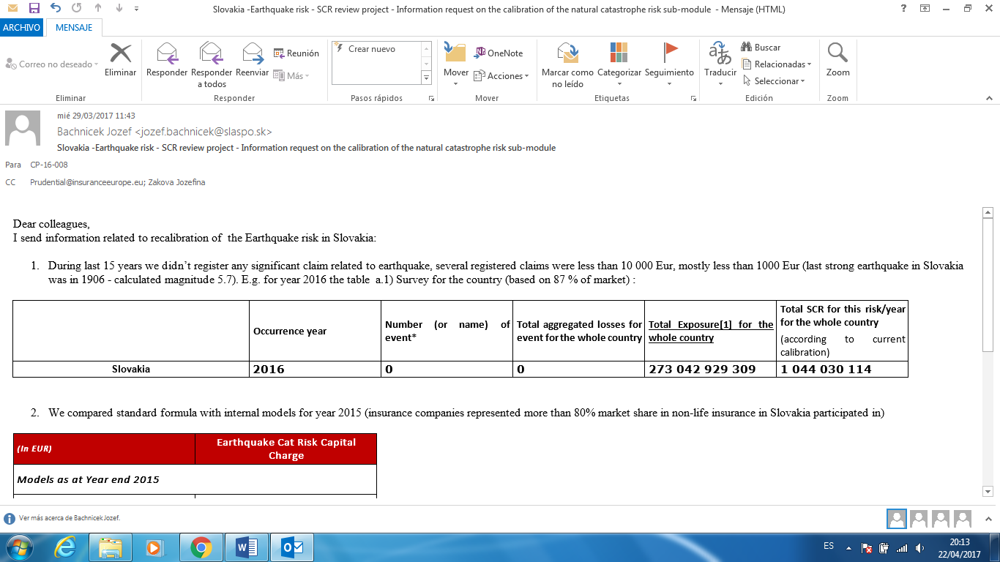 Slovakia -Earthquake risk - SCR review project - Information request on the calibration of the natural catastrophe risk sub-module - Mensaje (HTML)
ARCHIVO MENSAJE
Correo no deseado
Eliminar
Responder
Responder a todos
Reenviar
Reunión
Más
Crear nuevo
Mover
OneNote
Acciones
Marcar como no leído
Categorizar
Seguimiento
Traducir
Buscar
Relacionadas
Seleccionar
Zoom
Eliminar Responder Pasos rápidos Mover Etiquetas Edición Zoom
mié 29/03/2017 11:43
Bachnicek Jozef <jozef.bachnicek@slaspo.sk>
Slovakia -Earthquake risk - SCR review project - Information request on the calibration of the natural catastrophe risk sub-module
Para CP-16-008
CC Prudential@insuranceeurope.eu; Zakova Jozefina
Dear colleagues,
I send information related to recalibration of the Earthquake risk in Slovakia:
1. During last 15 years we didn't register any significant claim related to earthquake, several registered claims were less than 10 000 Eur, mostly less than 1000 Eur (last strong earthquake in Slovakia
was in 1906 - calculated magnitude 5.7). E.g. for year 2016 the table a.1) Survey for the country (based on 87 % of market) :
Occurrence year
Number (or name) of event*
Total aggregated losses for event for the whole country
Total Exposure[1] for the whole country
Total SCR for this risk/year for the whole country
(according to current calibration)
Slovakia 2016 0 0 273 042 929 309 1 044 030 114
2. We compared standard formula with internal models for year 2015 (insurance companies represented more than 80% market share in non-life insurance in Slovakia participated in)
(In EUR)
Earthquake Cat Risk Capital
Charge
Models as at Year end 2015
Ver más acerca de Bachnicek Jozef.
ES
20:13
22/04/2017